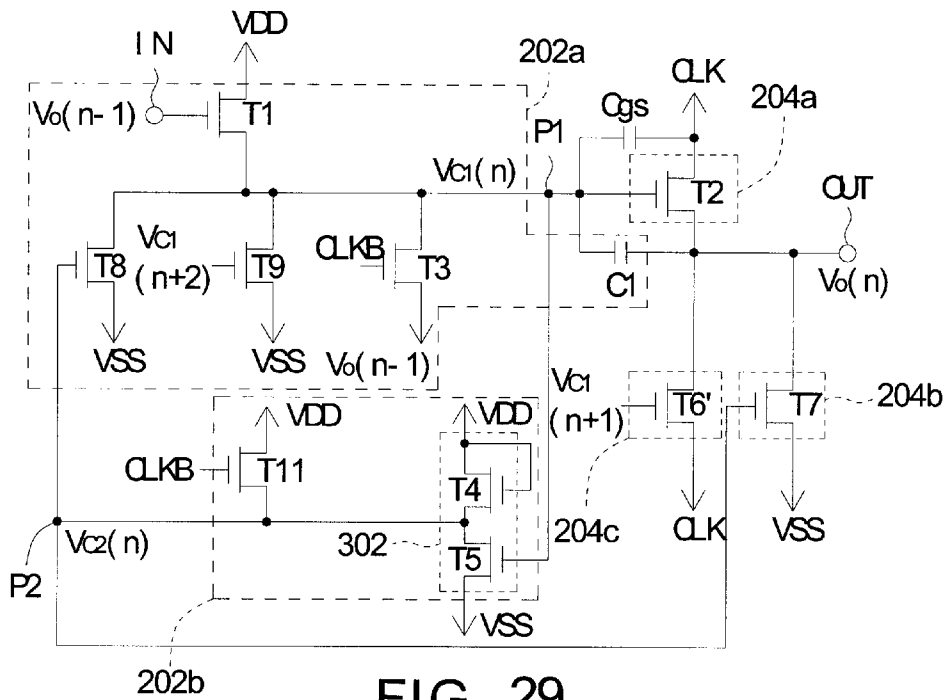 VDD
IN
202a
CLK
Vo(n-1)
T1
Cgs
204a
P1
VC1(n)
T2
OUT
T8
VC1
(n+2)
T9
CLKB
T3
C1
Vo(n)
VSS
VSS
Vo(n-1)
VC1
(n+1)
T6'
T7
204b
VDD
VDD
CLKB
T11
T4
204c
CLK
VSS
VC2(n)
302
T5
P2
VSS
202b
FIG. 29